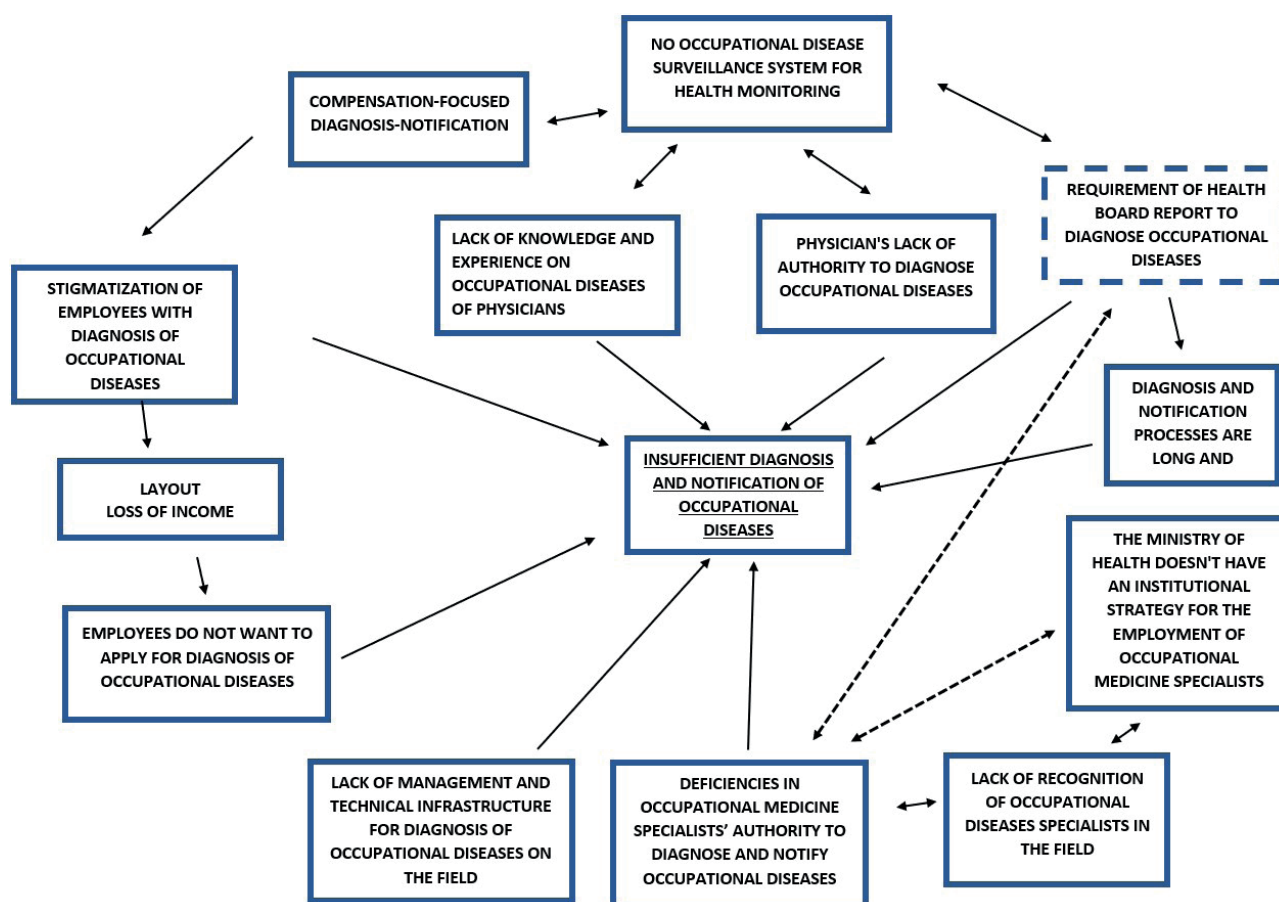 NO OCCUPATIONAL DISEASE
SURVEILLANCE SYSTEM FOR
HEALTH MONITORING
COMPENSATION-FOCUSED
DIAGNOSIS-NOTIFICATION
REQUIREMENT OF HEALTH
BOARD REPORT TO
DIAGNOSE OCCUPATIONAL
DISEASES
LACK OF KNOWLEDGE AND
EXPERIENCE ON
OCCUPATIONAL DISEASES
OF PHYSICIANS
PHYSICIAN'S LACK OF
AUTHORITY TO DIAGNOSE
OCCUPATIONAL DISEASES
STIGMATIZATION OF
EMPLOYEES WITH
DIAGNOSIS OF
OCCUPATIONAL
DISEASES
DIAGNOSIS AND
NOTIFICATION
PROCESSES ARE
LONG AND
INSUFFICIENT DIAGNOSIS
AND NOTIFICATION OF
OCCUPATIONAL
DISEASES
LAYOUT
LOSS OF INCOME
THE MINISTRY OF
HEALTH DOESN'T HAVE
AN INSTITUTIONAL
STRATEGY FOR THE
EMPLOYMENT OF
OCCUPATIONAL
MEDICINE SPECIALISTS
EMPLOYEES DO NOT WANT TO
APPLY FOR DIAGNOSIS OF
OCCUPATIONAL DISEASES
LACK OF MANAGEMENT AND
TECHNICAL INFRASTRUCTURE
FOR DIAGNOSIS OF
OCCUPATIONAL DISEASES ON
THE FIELD
DEFICIENCIES IN
OCCUPATIONAL MEDICINE
SPECIALISTS’ AUTHORITY TO
DIAGNOSE AND NOTIFY
OCCUPATIONAL DISEASES
LACK OF RECOGNITION
OF OCCUPATIONAL
DISEASES SPECIALISTS IN
THE FIELD